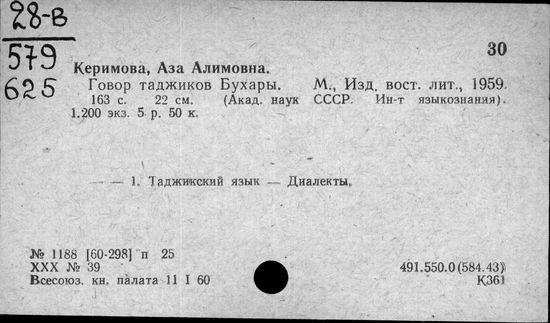 28-в
579
625
30
Керимова, Аза Алимовна.
Говор таджиков Бухары. М., Изд. вост. лит., 1959.
163 с. 22 см. (Акад. наук СССР. Ин-т языкознания).
1.200 экз. 5 р. 50 к.
— — 1. Таджикский язык — Диалекты.
№ 1188 [60-298] п 25
XXX № 39
Всесоюз. кн. палата 11 I 60
491.550.0 (584.43)
К361